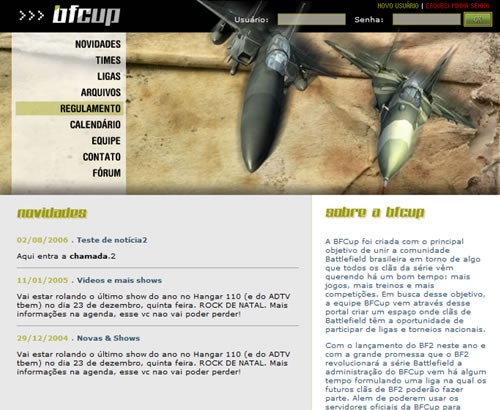 NOVO USUÁRIO | ESQUECI MINHA SENHA
>>> bfcup
Usuário: Senha:
NOVIDADES
TIMES
LIGAS
ARQUIVOS
REGULAMENTO
CALENDÁRIO
EQUIPE
CONTATO
FÓRUM
novidades
02/08/2006 . Teste de notícia2
Aqui entra a chamada.2
11/01/2005 . Videos e mais shows
Vai estar rolando o último show do ano no Hangar 110 (e do ADTV
tbem) no dia 23 de dezembro, quinta feira. ROCK DE NATAL. Mais
informações na agenda, esse vc nao vai poder perder!
29/12/2004 . Novas & Shows
Vai estar rolando o último show do ano no Hangar 110 (e do ADTV
tbem) no dia 23 de dezembro, quinta feira. ROCK DE NATAL. Mais
informações na agenda, esse vc nao vai poder perder!
sobre a bfcup
A BFCup foi criada com o principal
objetivo de unir a comunidade
Battlefield brasileira em torno de algo
que todos os clãs da série vêm
querendo há um bom tempo: mais
jogos, mais treinos e mais
competições. Em busca desse objetivo,
a equipe BFCup vem através desse
portal criar um espaço onde clãs de
Battlefield têm a oportunidade de
participar de ligas e torneios nacionais.
Com o lançamento do BF2 neste ano e
com a grande promessa que o BF2
revolucionará a série Battlefield a
administração do BFCup vem há algum
tempo formulando uma liga na qual os
futuros clãs de BF2 poderão fazer
parte. Alem de poderem usar os
servidores oficiais da BFCup para